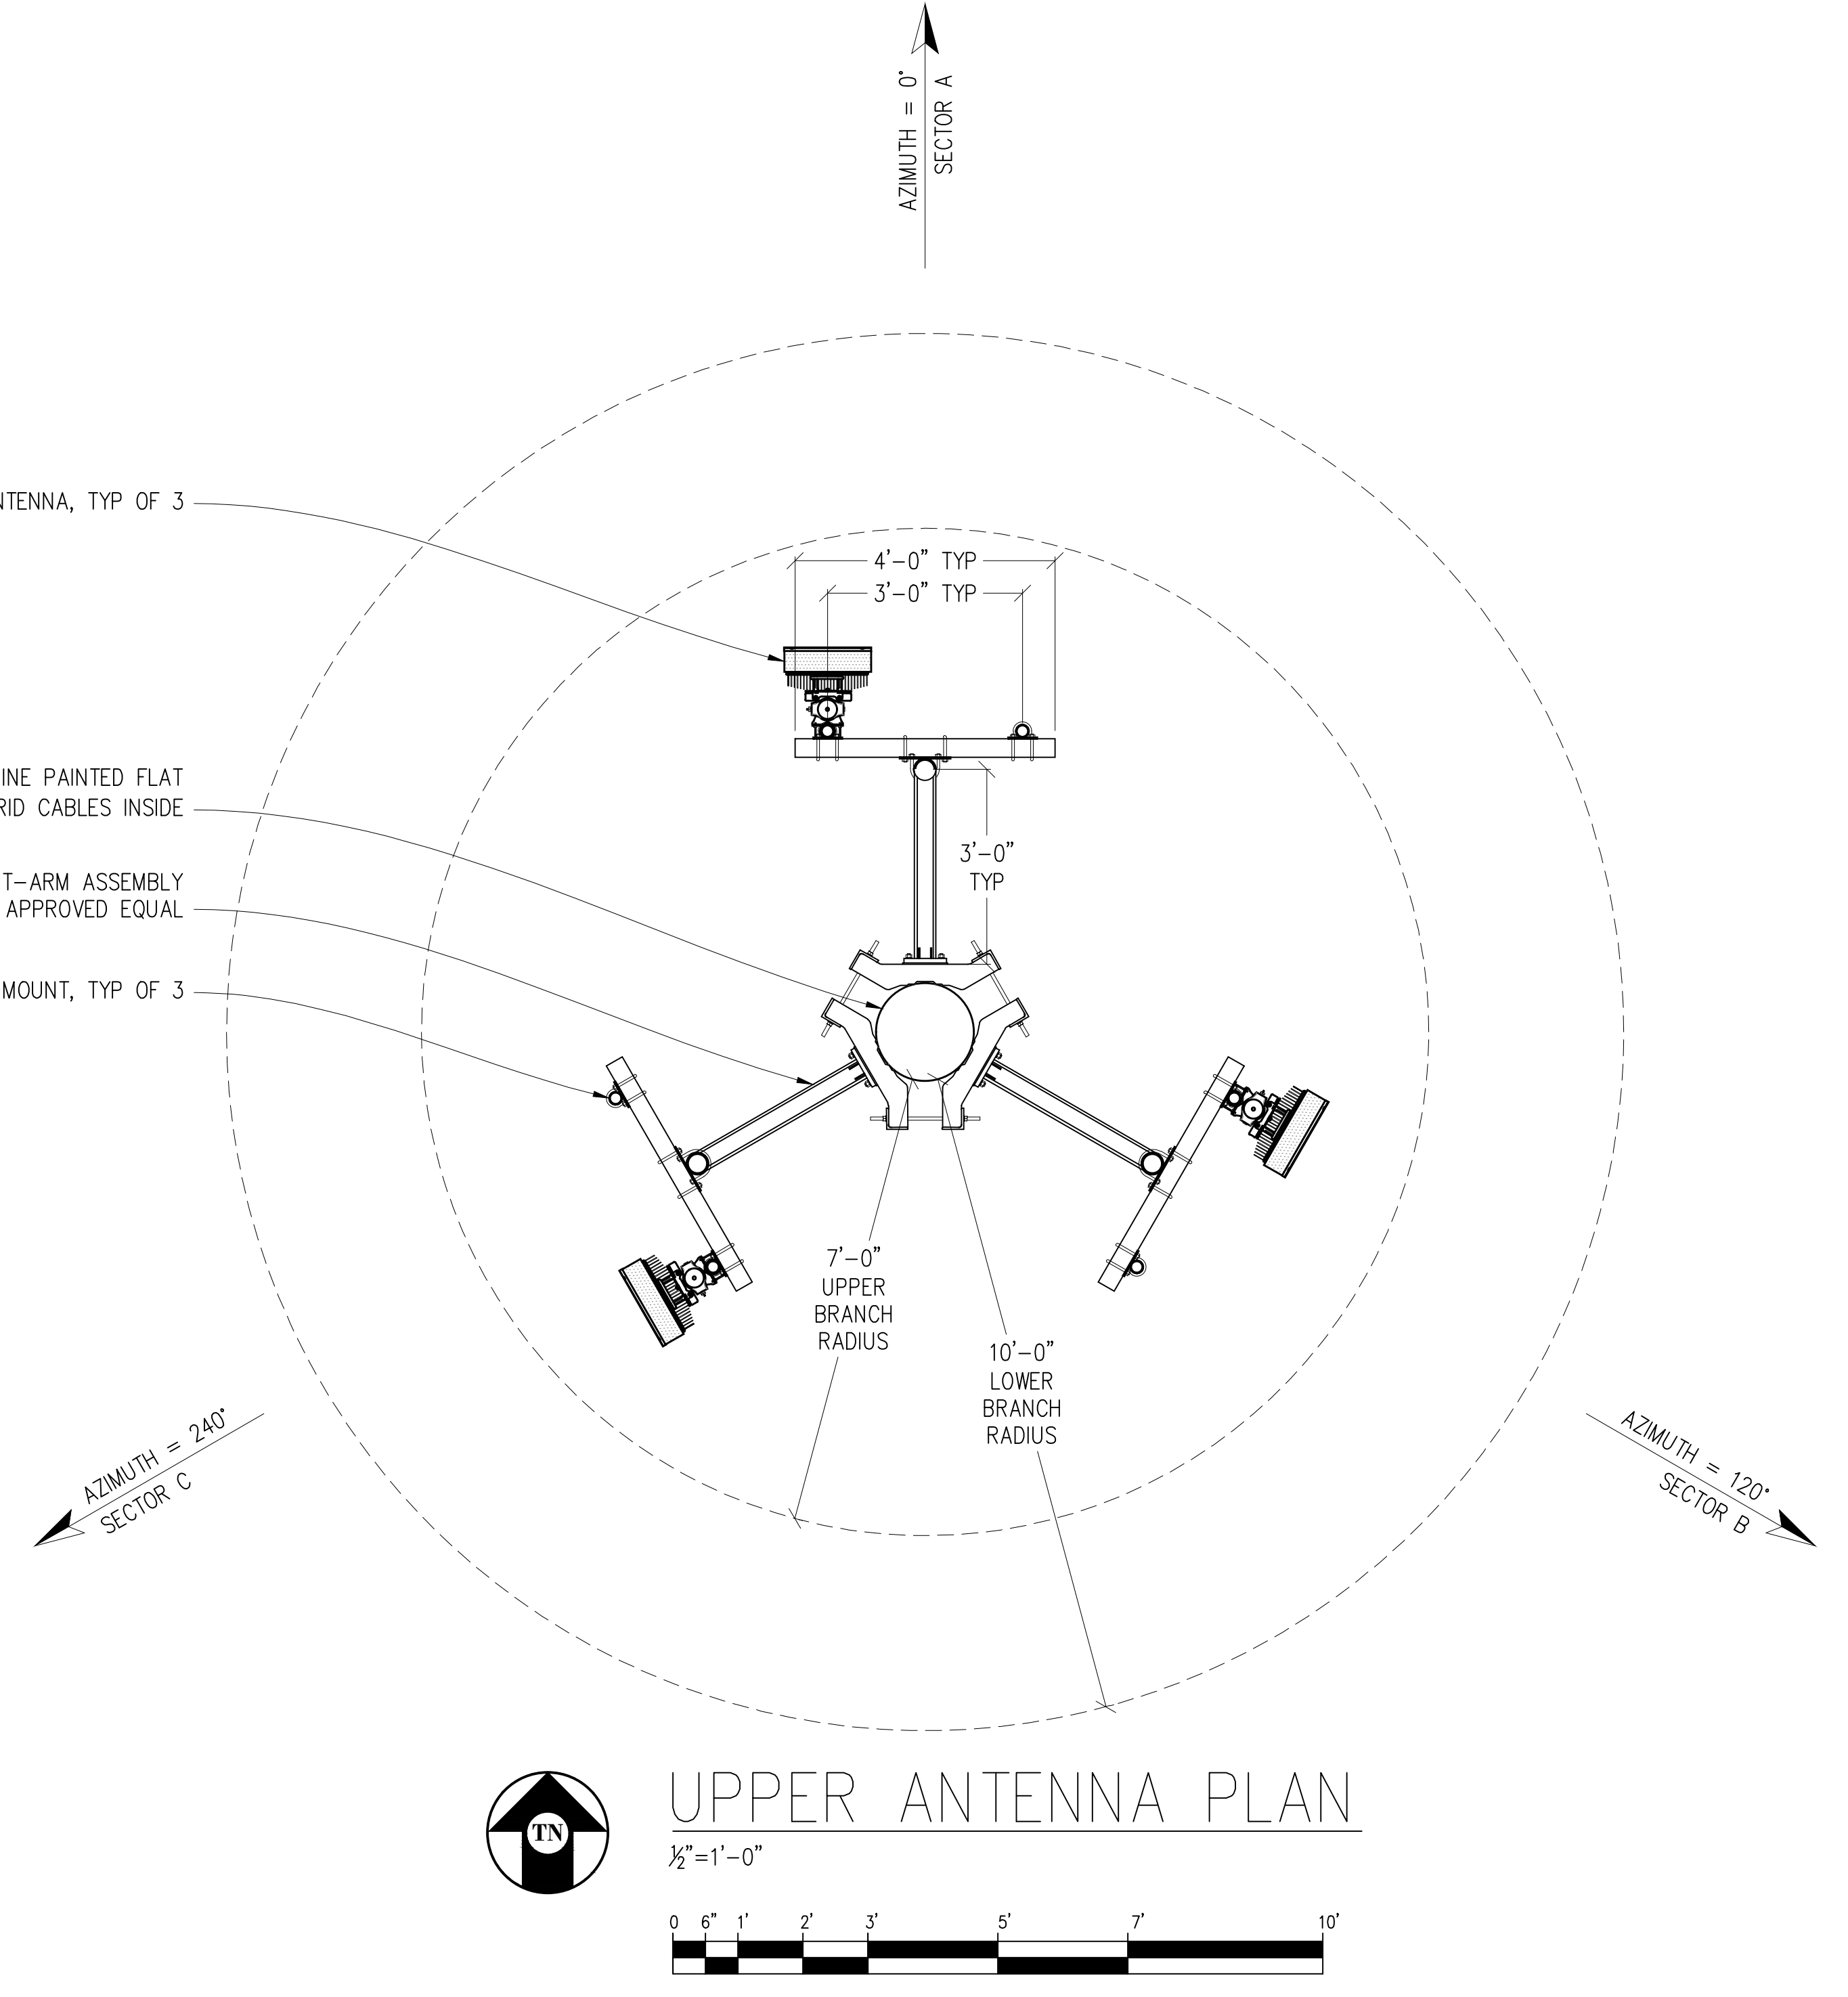 AZIMUTH = 0°
SECTOR A
TENNA, TYP OF 3
4'-0" TYP
3'-0" TYP
INE PAINTED FLAT
RID CABLES INSIDE
T-ARM ASSEMBLY
APPROVED EQUAL
MOUNT, TYP OF 3
3'-0"
TYP
7'-0"
UPPER
BRANCH
RADIUS
10'-0"
LOWER
BRANCH
RADIUS
AZIMUTH = 240°
SECTOR C
AZIMUTH = 120°
SECTOR B
TN
UPPER ANTENNA PLAN
½"=1'-0"
0 6" 1' 2' 3' 5' 7' 10'